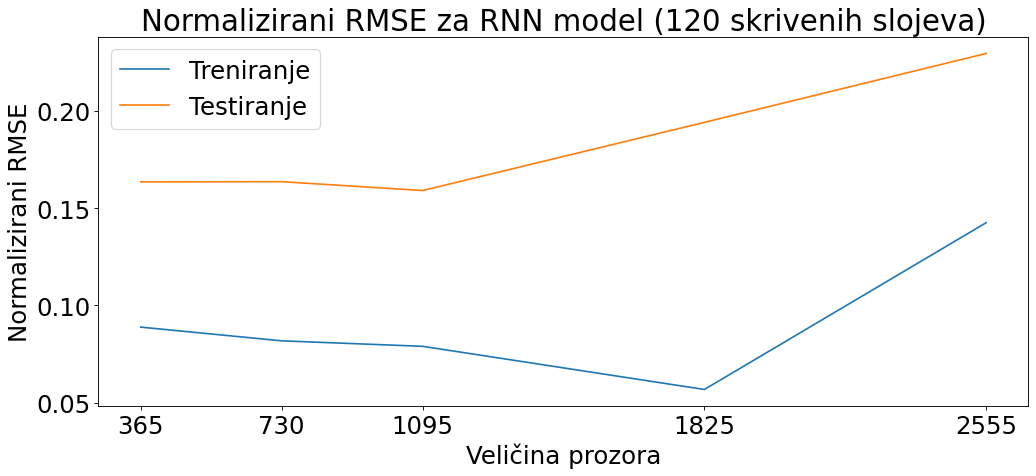 Normalizirani RMSE za RNN model (120 skrivenih slojeva)
Treniranje
Testiranje
Normalizirani RMSE
0.20
0.15
0.10
0.05
365 730 1095 1825 2555
Veličina prozora